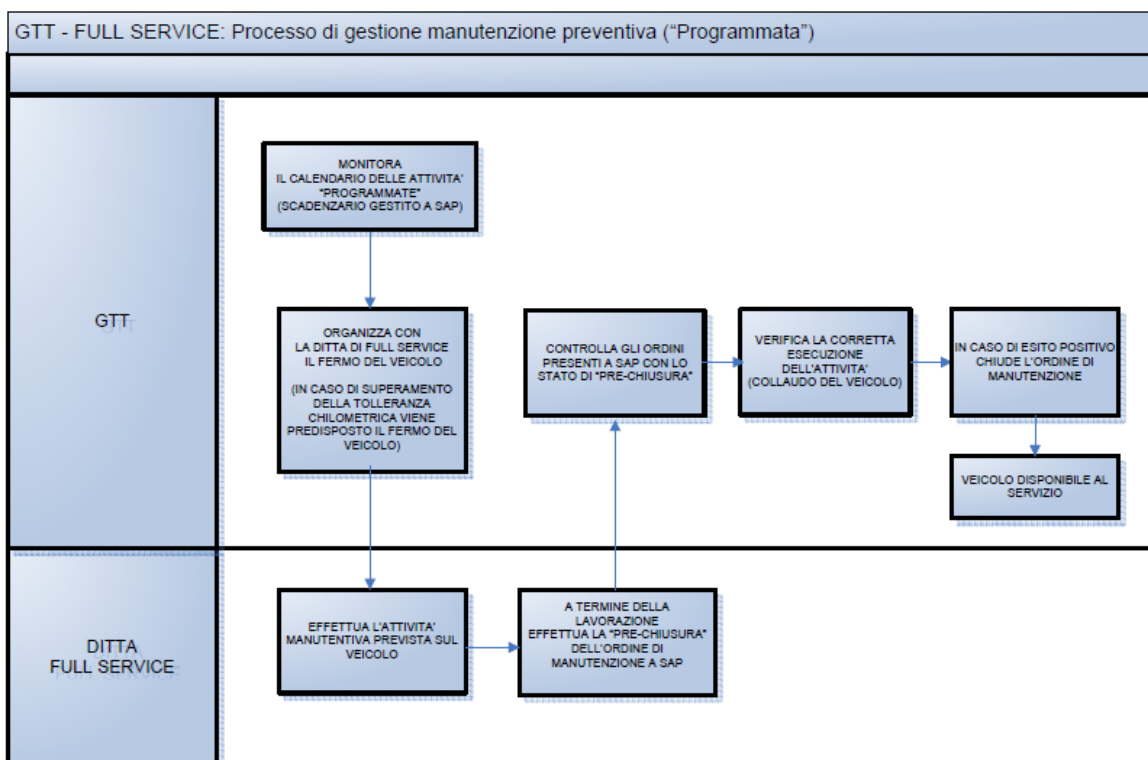 GTT - FULL SERVICE: Processo di gestione manutenzione preventiva ("Programmata")
GTT
MONITORA
IL CALENDARIO DELLE ATTIVITA'
"PROGRAMMATE"
(SCADENZARIO GESTITO A SAP)
ORGANIZZA CON
LA DITTA DI FULL SERVICE
IL FERMO DEL VEICOLO
(IN CASO DI SUPERAMENTO
DELLA TOLLERANZA
CHILOMETRICA VIENE
PREDISPOSTO IL FERMO DEL
VEICOLO)
CONTROLLA GLI ORDINI
PRESENTI A SAP CON LO
STATO DI "PRE-CHIUSURA"
VERIFICA LA CORRETTA
ESECUZIONE
DELL'ATTIVITA'
(COLLAUDO DEL VEICOLO)
IN CASO DI ESITO POSITIVO
CHIUDE L'ORDINE DI
MANUTENZIONE
VEICOLO DISPONIBILE AL
SERVIZIO
DITTA
FULL SERVICE
EFFETTUA L'ATTIVITA'
MANUTENTIVA PREVISTA SUL
VEICOLO
A TERMINE DELLA
LAVORAZIONE
EFFETTUA LA "PRE-CHIUSURA"
DELL'ORDINE DI
MANUTENZIONE A SAP